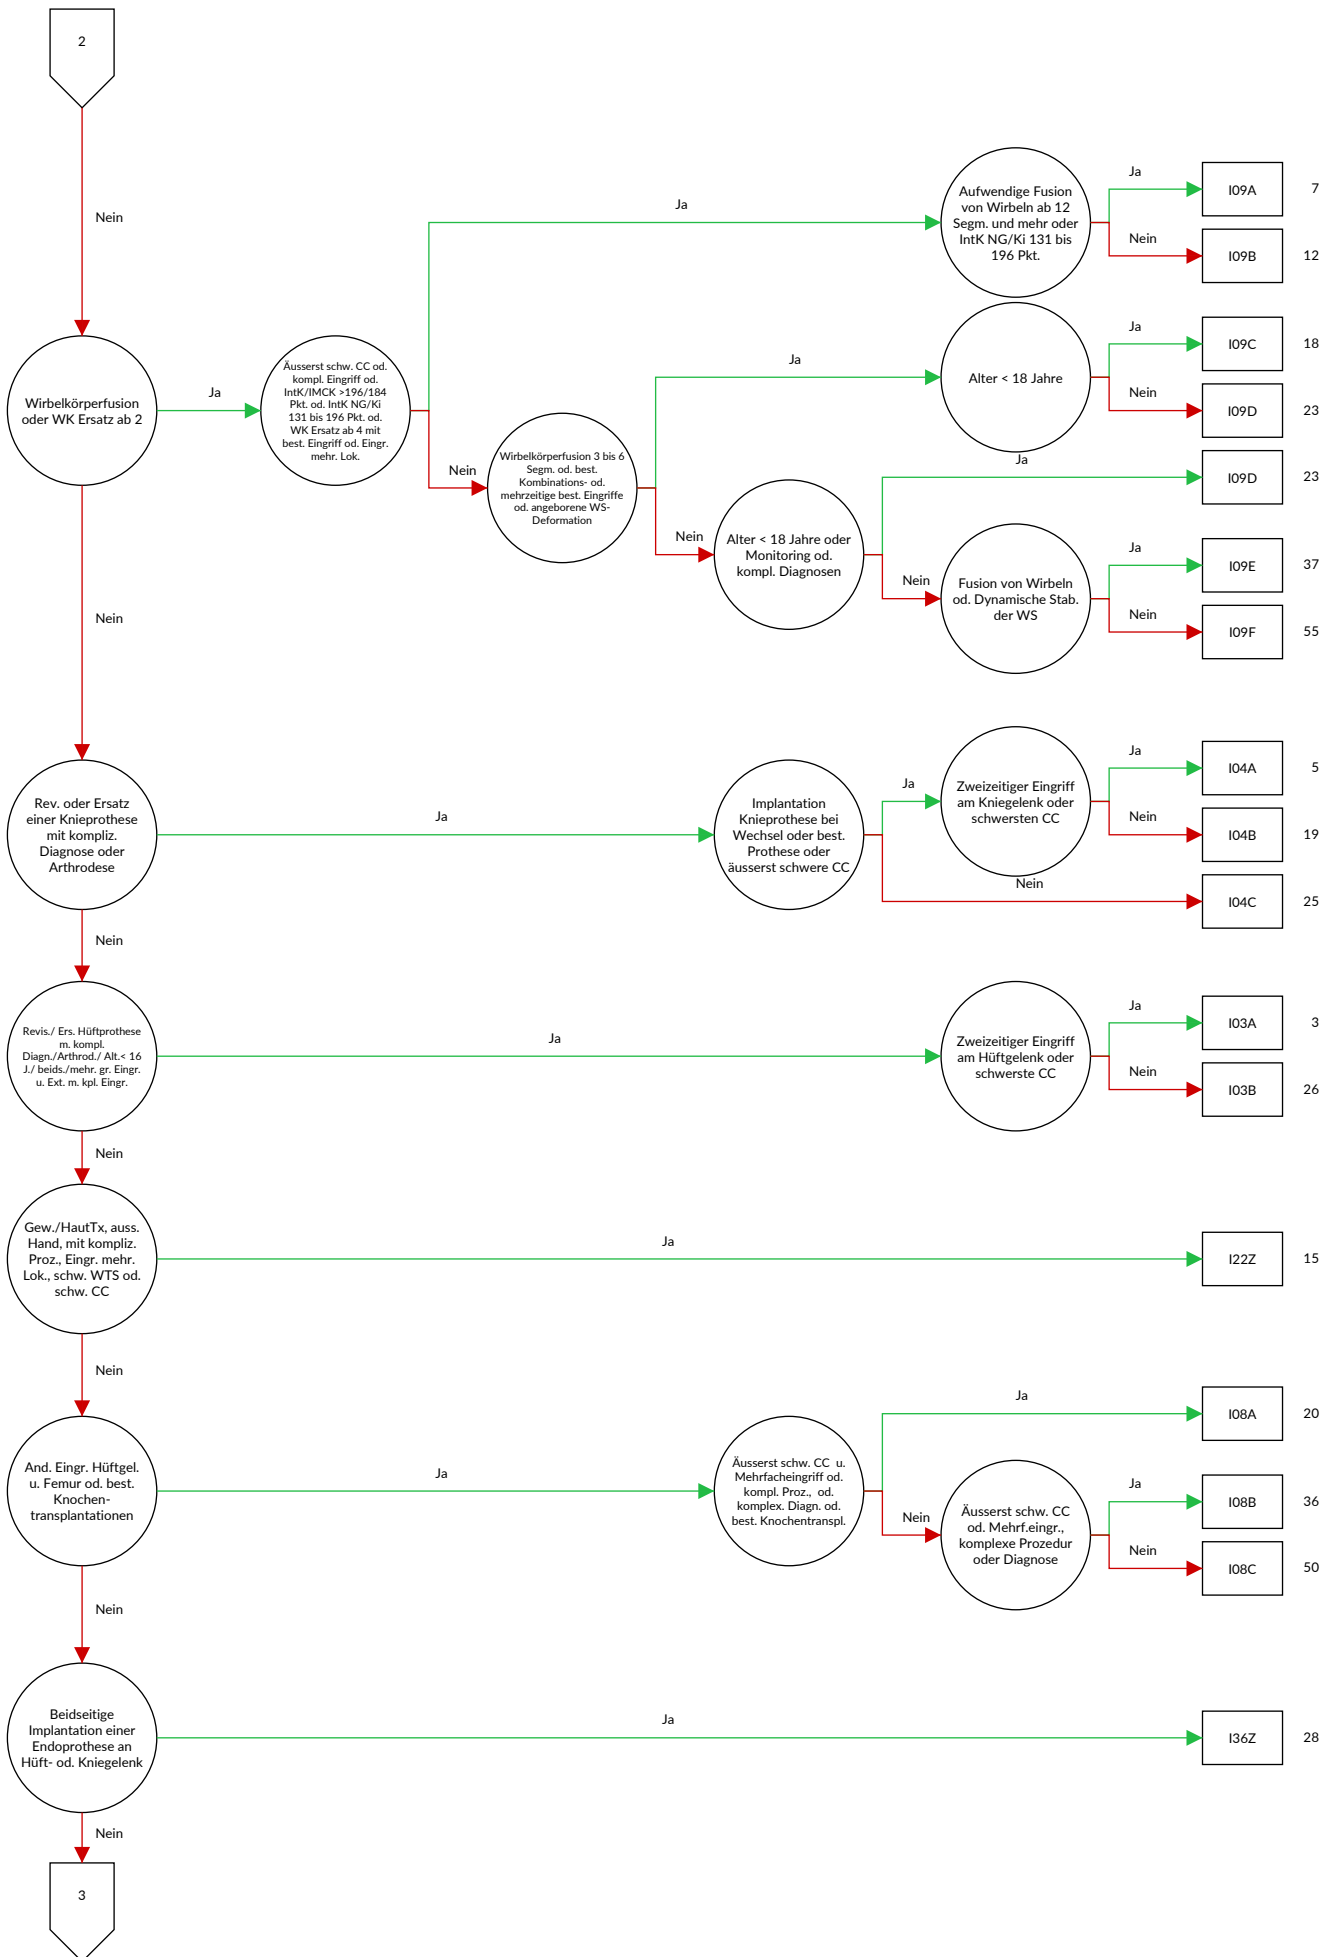 2
Nein
Wirbelkörperfusion
oder WK Ersatz ab 2
Ja
Äusserst schw. CC od.
kompl. Eingriff od.
IntK/IMCK >196/184
Pkt. od. IntK NG/Ki
131 bis 196 Pkt. od.
WK Ersatz ab 4 mit
best. Eingriff od. Eingr.
mehr. Lok.
Ja
Aufwendige Fusion
von Wirbeln ab 12
Segm. und mehr oder
IntK NG/Ki 131 bis
196 Pkt.
Ja
I09A 7
Nein
I09B 12
Nein
Wirbelkörperfusion 3 bis 6
Segm. od. best.
Kombinations- od.
mehrzeitige best. Eingriffe
od. angeborene WS-
Deformation
Ja
Alter < 18 Jahre
Ja
I09C 18
Nein
I09D 23
Nein
Alter < 18 Jahre oder
Monitoring od.
kompl. Diagnosen
Ja
I09D 23
Nein
Fusion von Wirbeln
od. Dynamische Stab.
der WS
Ja
I09E 37
Nein
I09F 55
Nein
Rev. oder Ersatz
einer Knieprothese
mit kompliz.
Diagnose oder
Arthrodese
Ja
Implantation
Knieprothese bei
Wechsel oder best.
Prothese oder
äusserst schwere CC
Ja
Zweizeitiger Eingriff
am Kniegelenk oder
schwersten CC
Ja
I04A 5
Nein
I04B 19
Nein
I04C 25
Nein
Revis./ Ers. Hüftprothese
m. kompl.
Diagn./Arthrod./ Alt.< 16
J./ beids./mehr. gr. Eingr.
u. Ext. m. kpl. Eingr.
Ja
Zweizeitiger Eingriff
am Hüftgelenk oder
schwerste CC
Ja
I03A 3
Nein
I03B 26
Nein
Gew./HautTx, auss.
Hand, mit kompliz.
Proz., Eingr. mehr.
Lok., schw. WTS od.
schw. CC
Ja
I22Z 15
Nein
And. Eingr. Hüftgel.
u. Femur od. best.
Knochen-
transplantationen
Ja
Äusserst schw. CC u.
Mehrfacheingriff od.
kompl. Proz., od.
komplex. Diagn. od.
best. Knochentranspl.
Ja
I08A 20
Nein
Äusserst schw. CC
od. Mehrf.eingr.,
komplexe Prozedur
oder Diagnose
Ja
I08B 36
Nein
I08C 50
Nein
Beidseitige
Implantation einer
Endoprothese an
Hüft- od. Kniegelenk
Ja
I36Z 28
Nein
3